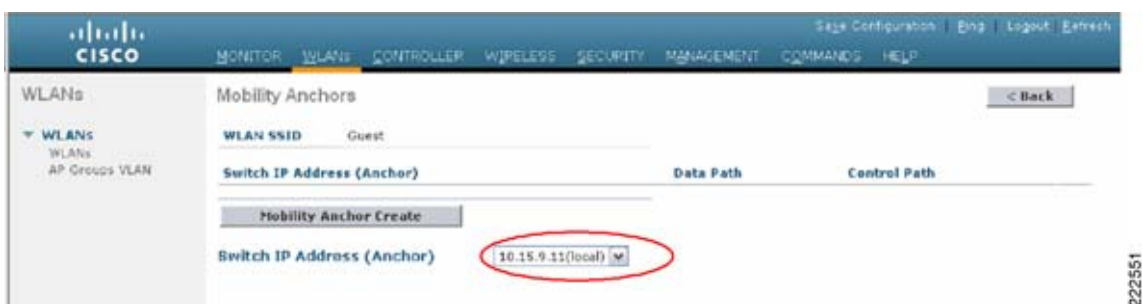 Save Configuration | Ping | Logout | Refresh
CISCO
MONITOR WLANs CONTROLLER WIRELESS SECURITY MANAGEMENT COMMANDS HELP
WLANs
WLANs
WLANs
AP Groups VLAN
Mobility Anchors
< Back
WLAN SSID Guest
Switch IP Address (Anchor) Data Path Control Path
Mobility Anchor Create
Switch IP Address (Anchor) 10.15.9.11(local)
222551